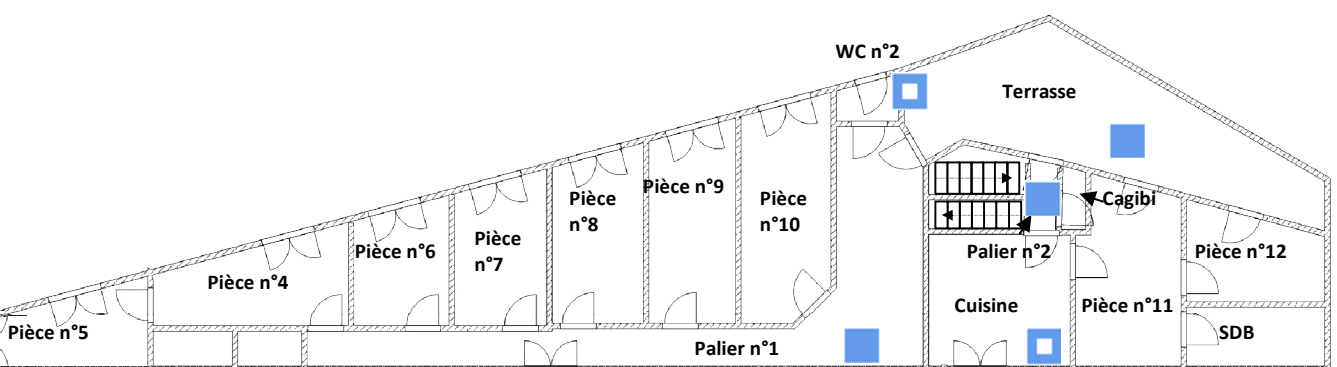 WC n°2
Terrasse
Pièce n°9
Pièce
n°8
Pièce
n°10
Cagibi
Pièce n°6
Pièce
n°7
Palier n°2
Pièce n°12
Pièce n°4
Cuisine
Pièce n°11
Pièce n°5
Palier n°1
SDB